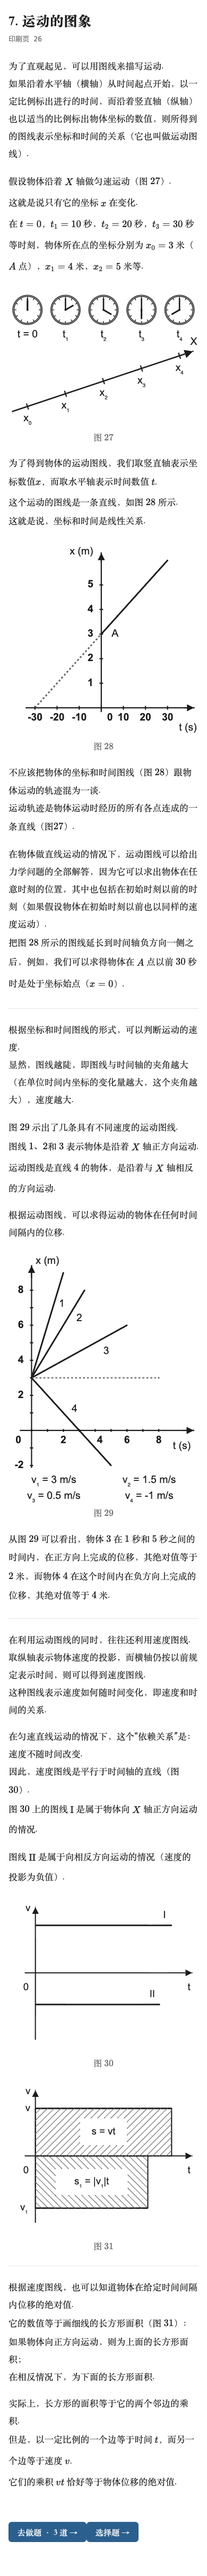 7. 运动的图象
印刷页 26
为了直观起见，可以用图线来描写运动.
如果沿着水平轴（横轴）从时间起点开始，以一
定比例标出进行的时间，而沿着竖直轴（纵轴）
也以适当的比例标出物体坐标的数值，则所得到
的图线表示坐标和时间的关系（它也叫做运动图
线）.
假设物体沿着 X 轴做匀速运动（图 27）.
这就是说只有它的坐标 x 在变化.
在 t = 0，t₁ = 10 秒，t₂ = 20 秒，t₃ = 30 秒
等时刻，物体所在点的坐标分别为 x₀ = 3 米（
A 点），x₁ = 4 米，x₂ = 5 米等.
t = 0 t₁ t₂ t₃ t₄
X
x₀ x₁ x₂ x₃ x₄
图 27
为了得到物体的运动图线，我们取竖直轴表示坐
标数值x，而取水平轴表示时间数值 t.
这个运动的图线是一条直线，如图 28 所示.
这就是说，坐标和时间是线性关系.
x (m)
5
4
3 A
2
1
-30 -20 -10 0 10 20 30
t (s)
图 28
不应该把物体的坐标和时间图线（图 28）跟物
体运动的轨迹混为一谈.
运动轨迹是物体运动时经历的所有各点连成的一
条直线（图27）.
在物体做直线运动的情况下，运动图线可以给出
力学问题的全部解答，因为它可以求出物体在任
意时刻的位置，其中也包括在初始时刻以前的时
刻（如果假设物体在初始时刻以前也以同样的速
度运动）.
把图 28 所示的图线延长到时间轴负方向一侧之
后，例如，我们可以求得物体在 A 点以前 30 秒
时是处于坐标始点（x = 0）.
根据坐标和时间图线的形式，可以判断运动的速
度.
显然，图线越陡，即图线与时间轴的夹角越大
（在单位时间内坐标的变化量越大，这个夹角越
大），速度越大.
图 29 示出了几条具有不同速度的运动图线.
图线 1、2和 3 表示物体是沿着 X 轴正方向运动.
运动图线是直线 4 的物体，是沿着与 X 轴相反
的方向运动.
根据运动图线，可以求得运动的物体在任何时间
间隔内的位移.
x (m)
8
1
2
6
3
4
2
4
0 2 4 6 8
t (s)
-2
v₁ = 3 m/s v₂ = 1.5 m/s
v₃ = 0.5 m/s v₄ = -1 m/s
图 29
从图 29 可以看出，物体 3 在 1 秒和 5 秒之间的
时间内，在正方向上完成的位移，其绝对值等于
2 米，而物体 4 在这个时间内在负方向上完成的
位移，其绝对值等于 4 米.
在利用运动图线的同时，往往还利用速度图线.
取纵轴表示物体速度的投影，而横轴仍按以前规
定表示时间，则可以得到速度图线.
这种图线表示速度如何随时间变化，即速度和时
间的关系.
在匀速直线运动的情况下，这个“依赖关系”是：
速度不随时间改变.
因此，速度图线是平行于时间轴的直线（图
30）.
图 30 上的图线 I 是属于物体向 X 轴正方向运动
的情况.
图线 II 是属于向相反方向运动的情况（速度的
投影为负值）.
v
I
0 t
II
图 30
v
v
s = vt
0 t
s₁ = |v₁|t
v₁
图 31
根据速度图线，也可以知道物体在给定时间间隔
内位移的绝对值.
它的数值等于画细线的长方形面积（图 31）：
如果物体向正方向运动，则为上面的长方形面
积；
在相反情况下，为下面的长方形面积.
实际上，长方形的面积等于它的两个邻边的乘
积.
但是，以一定比例的一个边等于时间 t，而另一
个边等于速度 v.
它们的乘积 vt 恰好等于物体位移的绝对值.
去做题 · 3 道 → 选择题 →